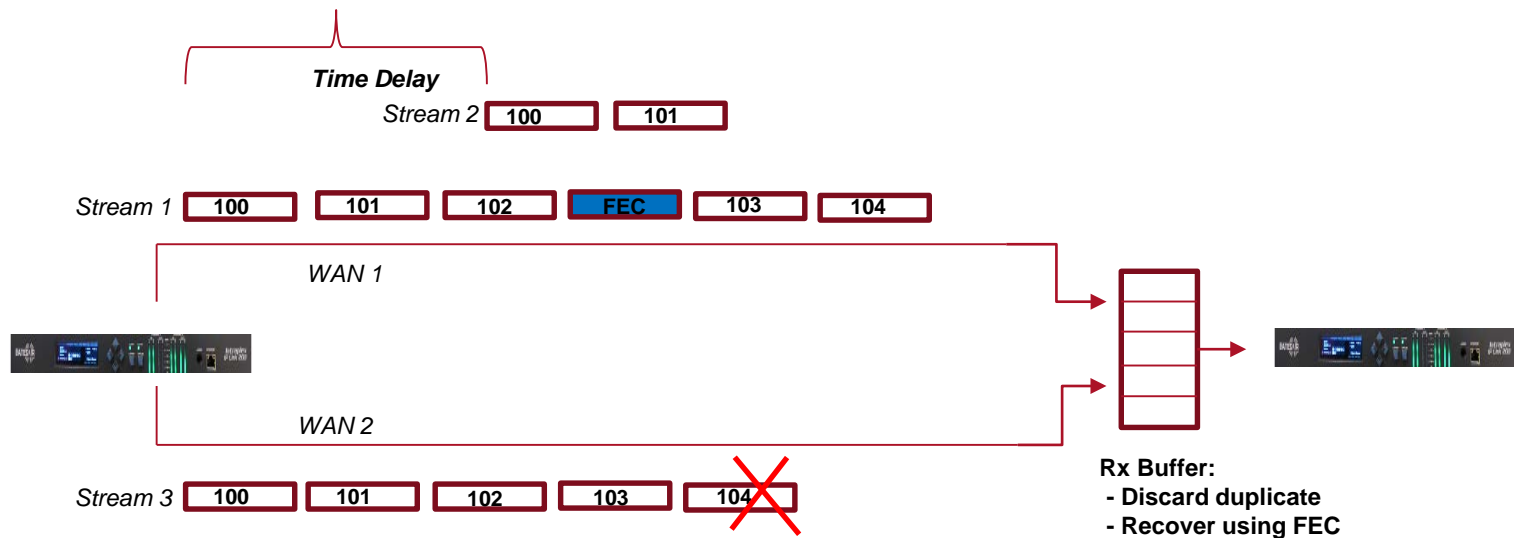 Time Delay
Stream 2 100 101
Stream 1 100 101 102 FEC 103 104
WAN 1
WAN 2
Stream 3 100 101 102 103 104
Rx Buffer:
- Discard duplicate
- Recover using FEC